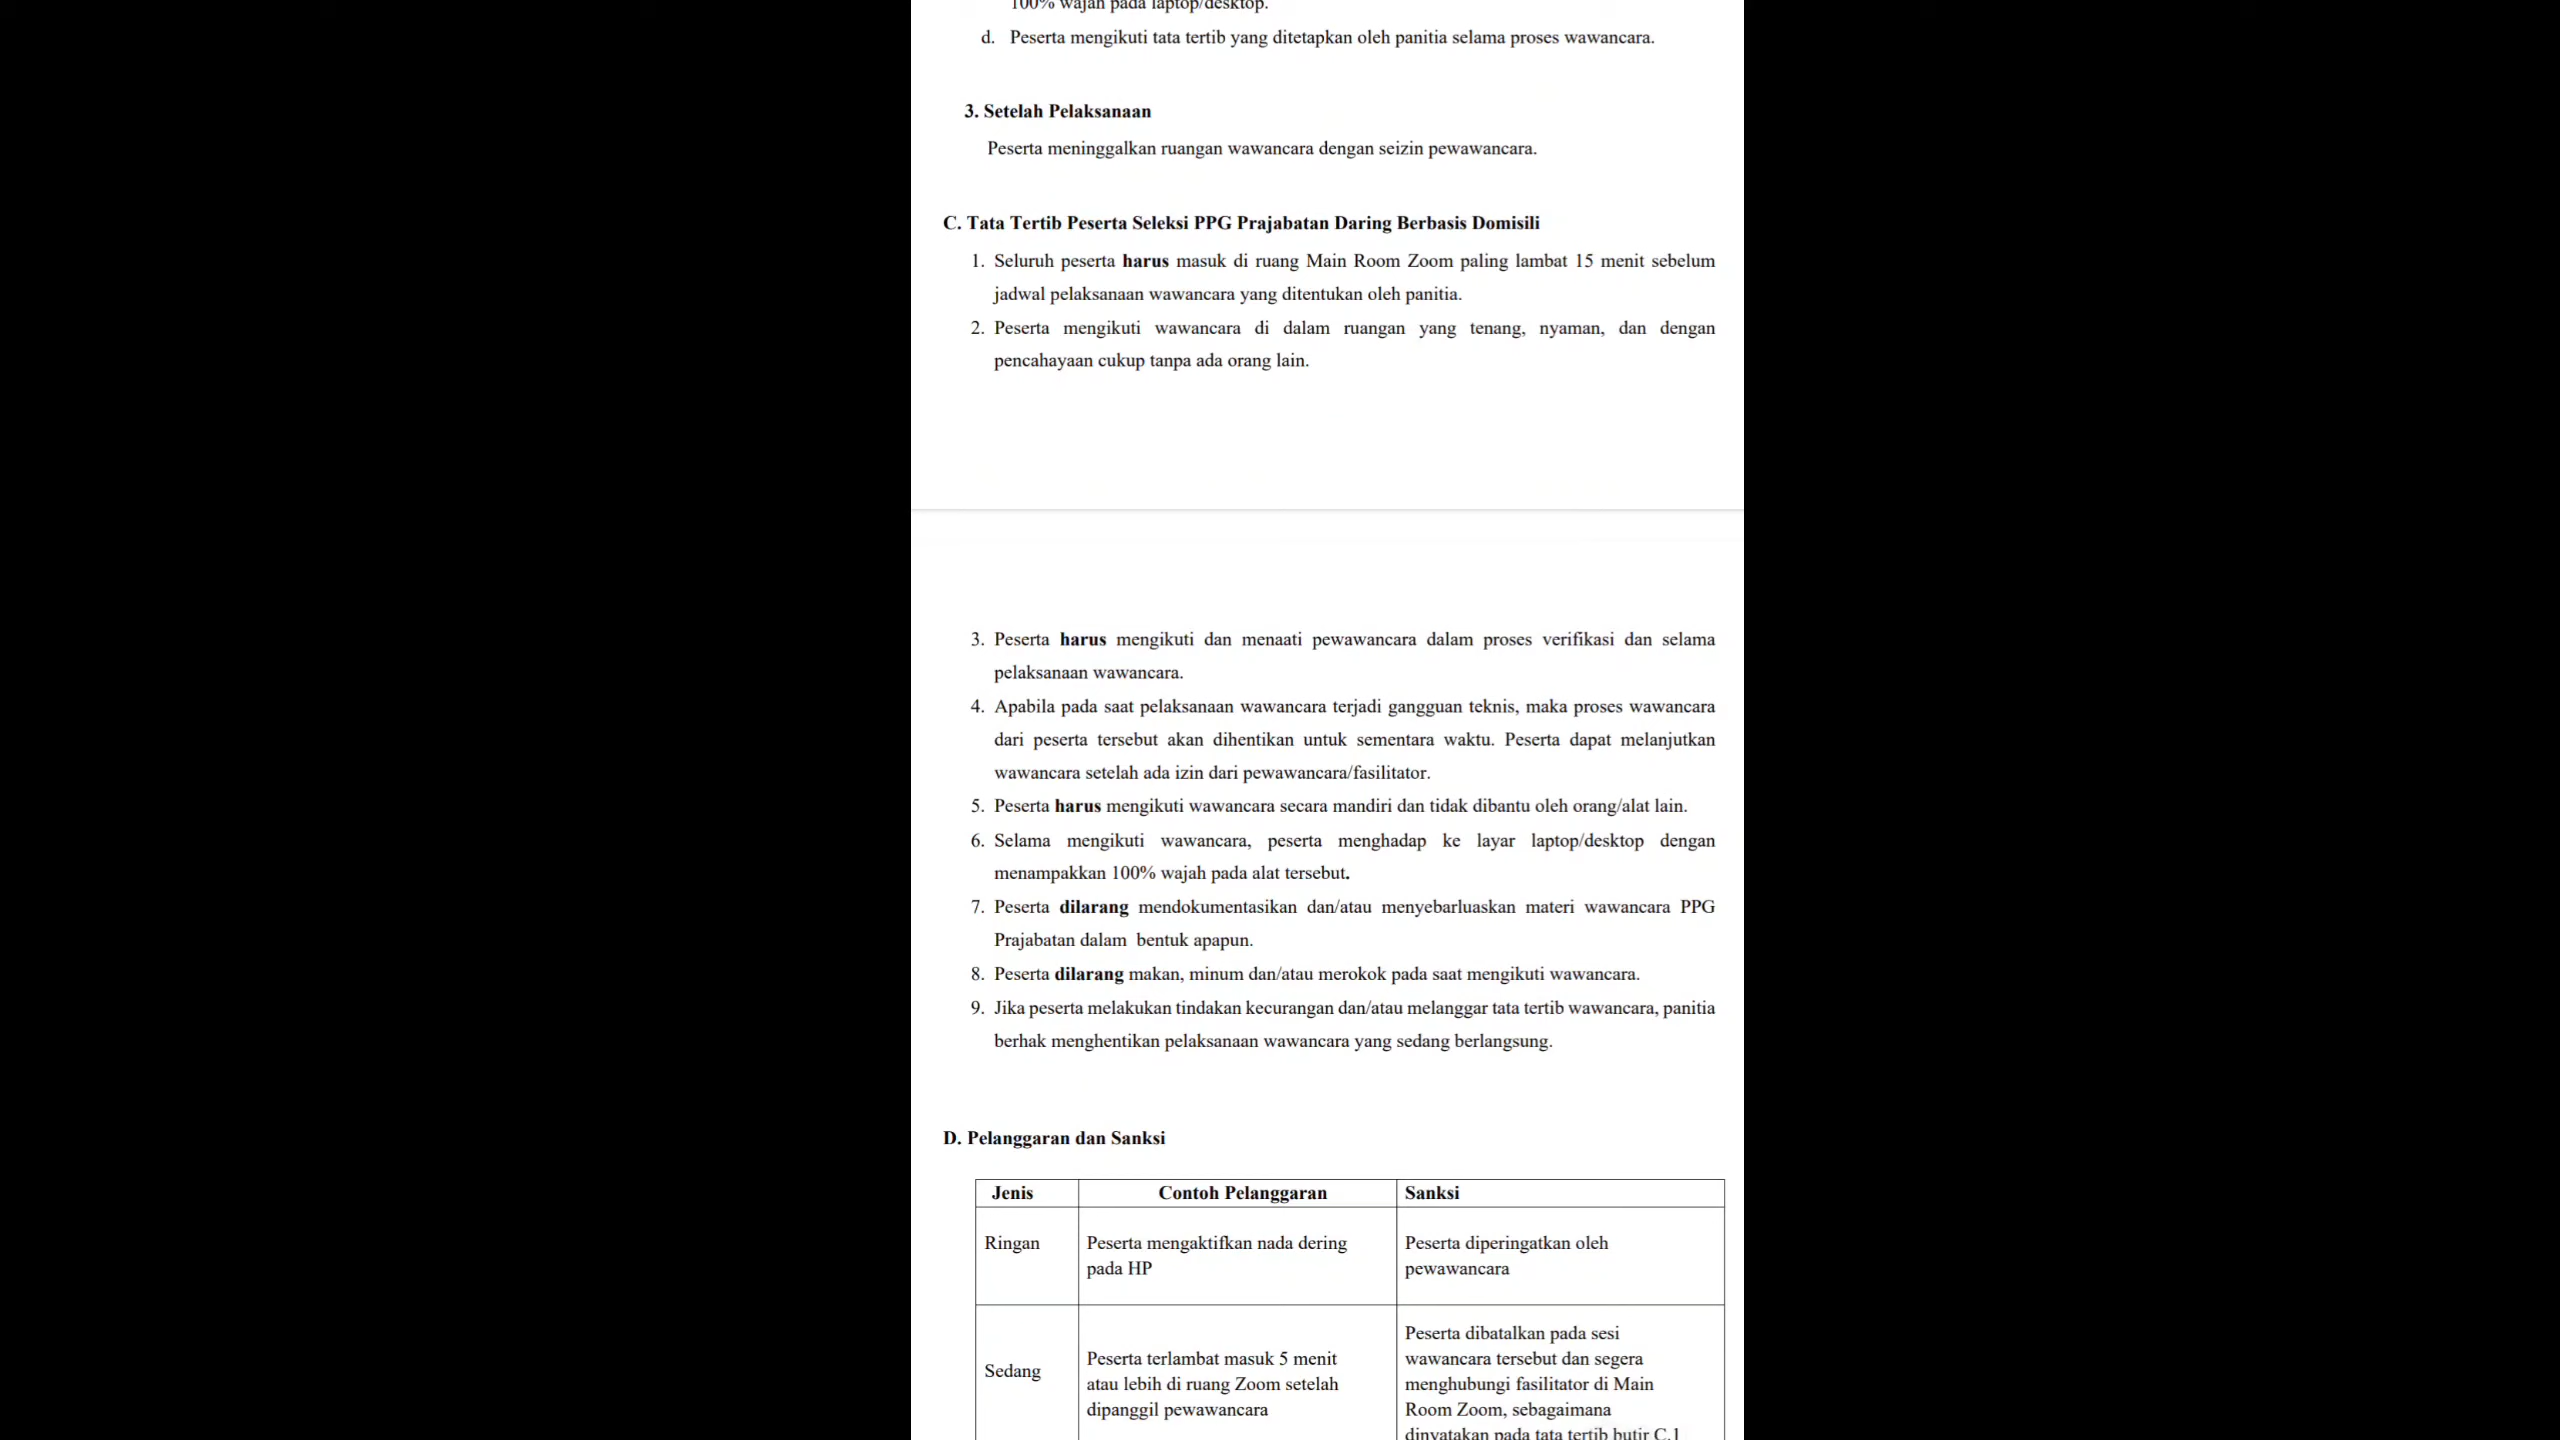 100% wajah pada laptop/desktop.
d. Peserta mengikuti tata tertib yang ditetapkan oleh panitia selama proses wawancara.
3. Setelah Pelaksanaan
Peserta meninggalkan ruangan wawancara dengan seizin pewawancara.
C. Tata Tertib Peserta Seleksi PPG Prajabatan Daring Berbasis Domisili
1. Seluruh peserta harus masuk di ruang Main Room Zoom paling lambat 15 menit sebelum
jadwal pelaksanaan wawancara yang ditentukan oleh panitia.
2. Peserta mengikuti wawancara di dalam ruangan yang tenang, nyaman, dan dengan
pencahayaan cukup tanpa ada orang lain.
3. Peserta harus mengikuti dan menaati pewawancara dalam proses verifikasi dan selama
pelaksanaan wawancara.
4. Apabila pada saat pelaksanaan wawancara terjadi gangguan teknis, maka proses wawancara
dari peserta tersebut akan dihentikan untuk sementara waktu. Peserta dapat melanjutkan
wawancara setelah ada izin dari pewawancara/fasilitator.
5. Peserta harus mengikuti wawancara secara mandiri dan tidak dibantu oleh orang/alat lain.
6. Selama mengikuti wawancara, peserta menghadap ke layar laptop/desktop dengan
menampakkan 100% wajah pada alat tersebut.
7. Peserta dilarang mendokumentasikan dan/atau menyebarluaskan materi wawancara PPG
Prajabatan dalam bentuk apapun.
8. Peserta dilarang makan, minum dan/atau merokok pada saat mengikuti wawancara.
9. Jika peserta melakukan tindakan kecurangan dan/atau melanggar tata tertib wawancara, panitia
berhak menghentikan pelaksanaan wawancara yang sedang berlangsung.
D. Pelanggaran dan Sanksi
Jenis Contoh Pelanggaran Sanksi
Ringan
Peserta mengaktifkan nada dering
pada HP
Peserta diperingatkan oleh
pewawancara
Sedang
Peserta terlambat masuk 5 menit
atau lebih di ruang Zoom setelah
dipanggil pewawancara
Peserta dibatalkan pada sesi
wawancara tersebut dan segera
menghubungi fasilitator di Main
Room Zoom, sebagaimana
dinyatakan pada tata tertib butir C.1